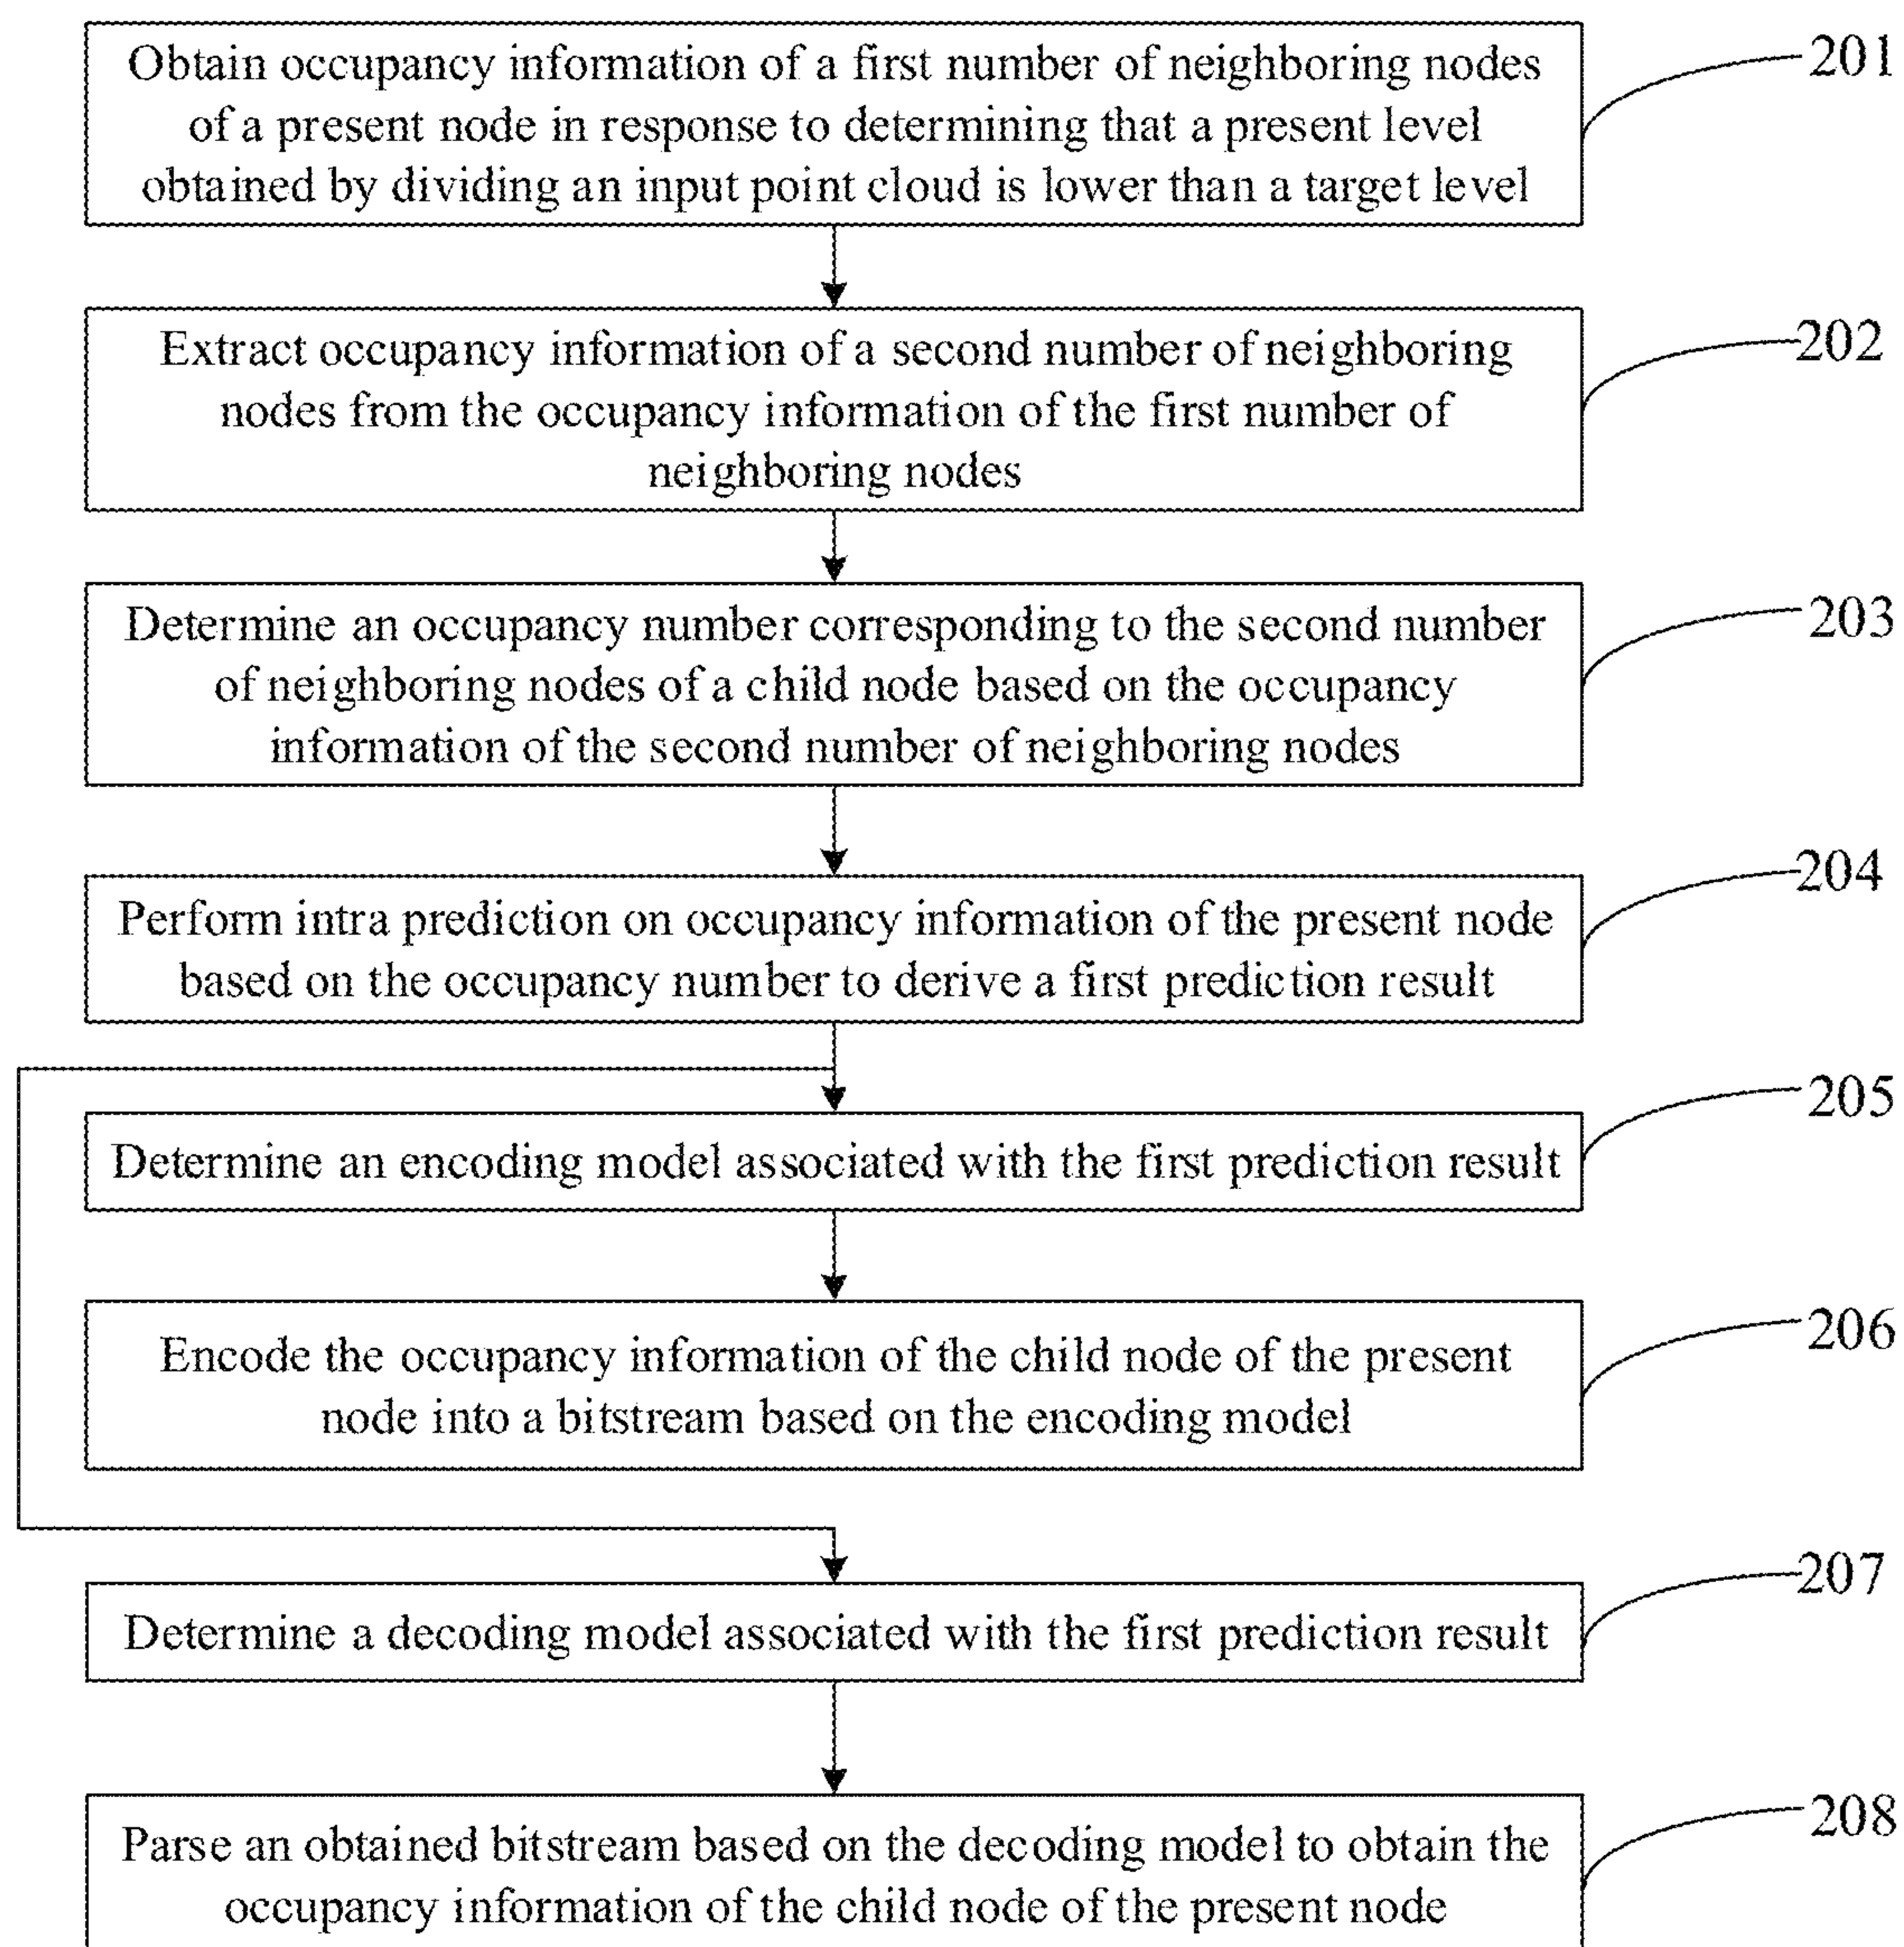 Obtain occupancy information of a first number of neighboring nodes
of a present node in response to determining that a present level
obtained by dividing an input point cloud is lower than a target level
201
Extract occupancy information of a second number of neighboring
nodes from the occupancy information of the first number of
neighboring nodes
202
Determine an occupancy number corresponding to the second number
of neighboring nodes of a child node based on the occupancy
information of the second number of neighboring nodes
203
Perform intra prediction on occupancy information of the present node
based on the occupancy number to derive a first prediction result
204
Determine an encoding model associated with the first prediction result
205
Encode the occupancy information of the child node of the present
node into a bitstream based on the encoding model
206
Determine a decoding model associated with the first prediction result
207
Parse an obtained bitstream based on the decoding model to obtain the
occupancy information of the child node of the present node
208